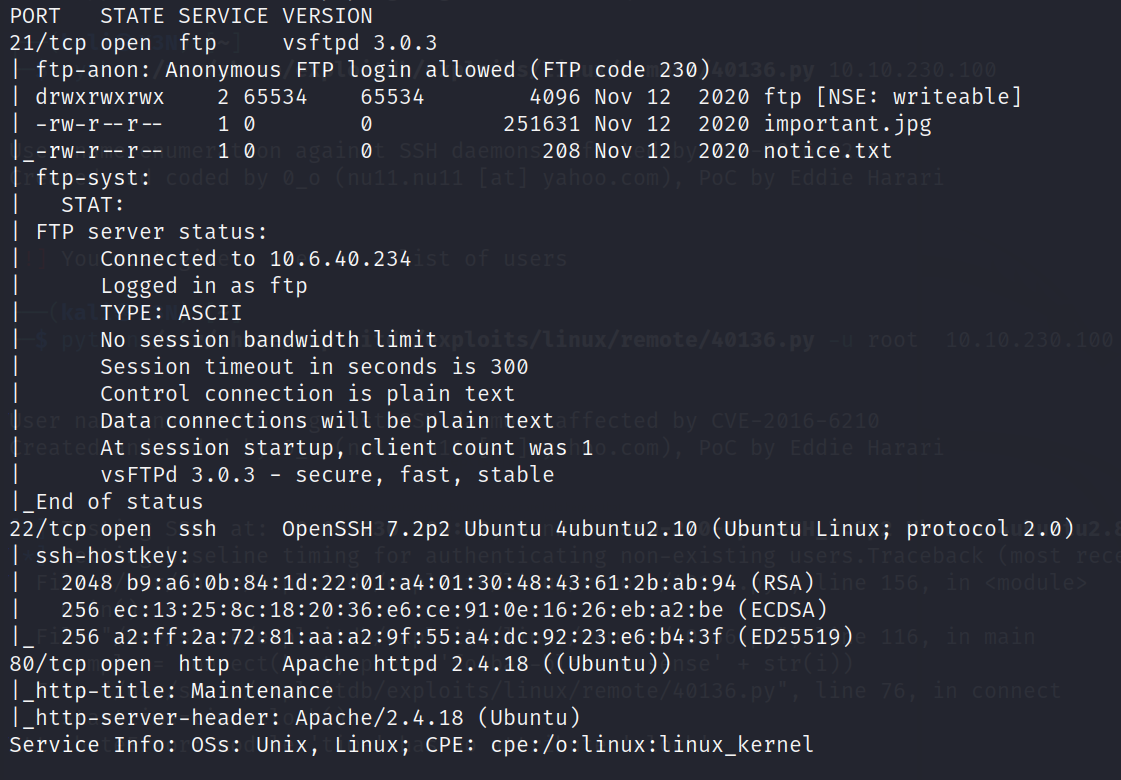 PORT   STATE SERVICE VERSION
21/tcp open  ftp     vsftpd 3.0.3
| ftp-anon: Anonymous FTP login allowed (FTP code 230)
| drwxrwxrwx    2 65534    65534        4096 Nov 12  2020 ftp [NSE: writeable]
| -rw-r--r--    1 0        0          251631 Nov 12  2020 important.jpg
|_-rw-r--r--    1 0        0             208 Nov 12  2020 notice.txt
| ftp-syst:
|   STAT:
| FTP server status:
|      Connected to 10.6.40.234
|      Logged in as ftp
|      TYPE: ASCII
|      No session bandwidth limit
|      Session timeout in seconds is 300
|      Control connection is plain text
|      Data connections will be plain text
|      At session startup, client count was 1
|      vsFTPd 3.0.3 - secure, fast, stable
|_End of status
22/tcp open  ssh     OpenSSH 7.2p2 Ubuntu 4ubuntu2.10 (Ubuntu Linux; protocol 2.0)
| ssh-hostkey:
|   2048 b9:a6:0b:84:1d:22:01:a4:01:30:48:43:61:2b:ab:94 (RSA)
|   256 ec:13:25:8c:18:20:36:e6:ce:91:0e:16:26:eb:a2:be (ECDSA)
|_  256 a2:ff:2a:72:81:aa:a2:9f:55:a4:dc:92:23:e6:b4:3f (ED25519)
80/tcp open  http    Apache httpd 2.4.18 ((Ubuntu))
|_http-title: Maintenance
|_http-server-header: Apache/2.4.18 (Ubuntu)
Service Info: OSs: Unix, Linux; CPE: cpe:/o:linux:linux_kernel